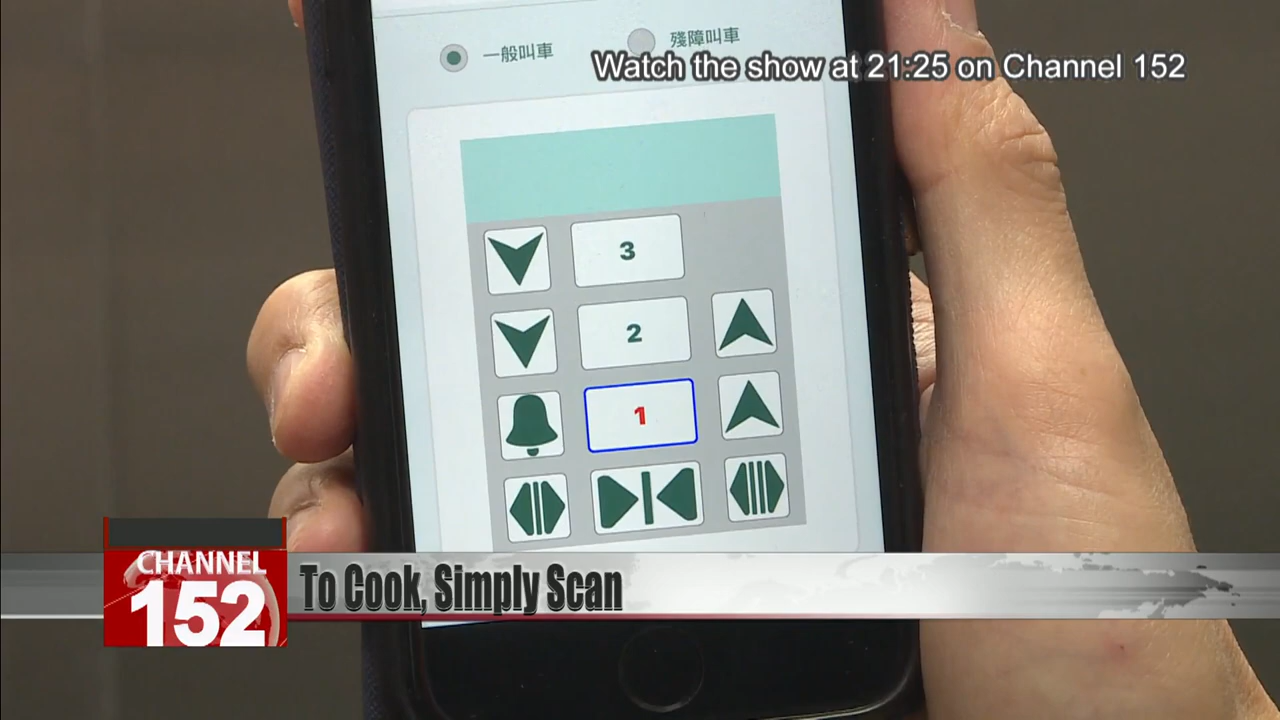 一般叫車
殘障叫車
Watch the show at 21:25 on Channel 152
3
2
1
CHANNEL
152
To Cook, Simply Scan